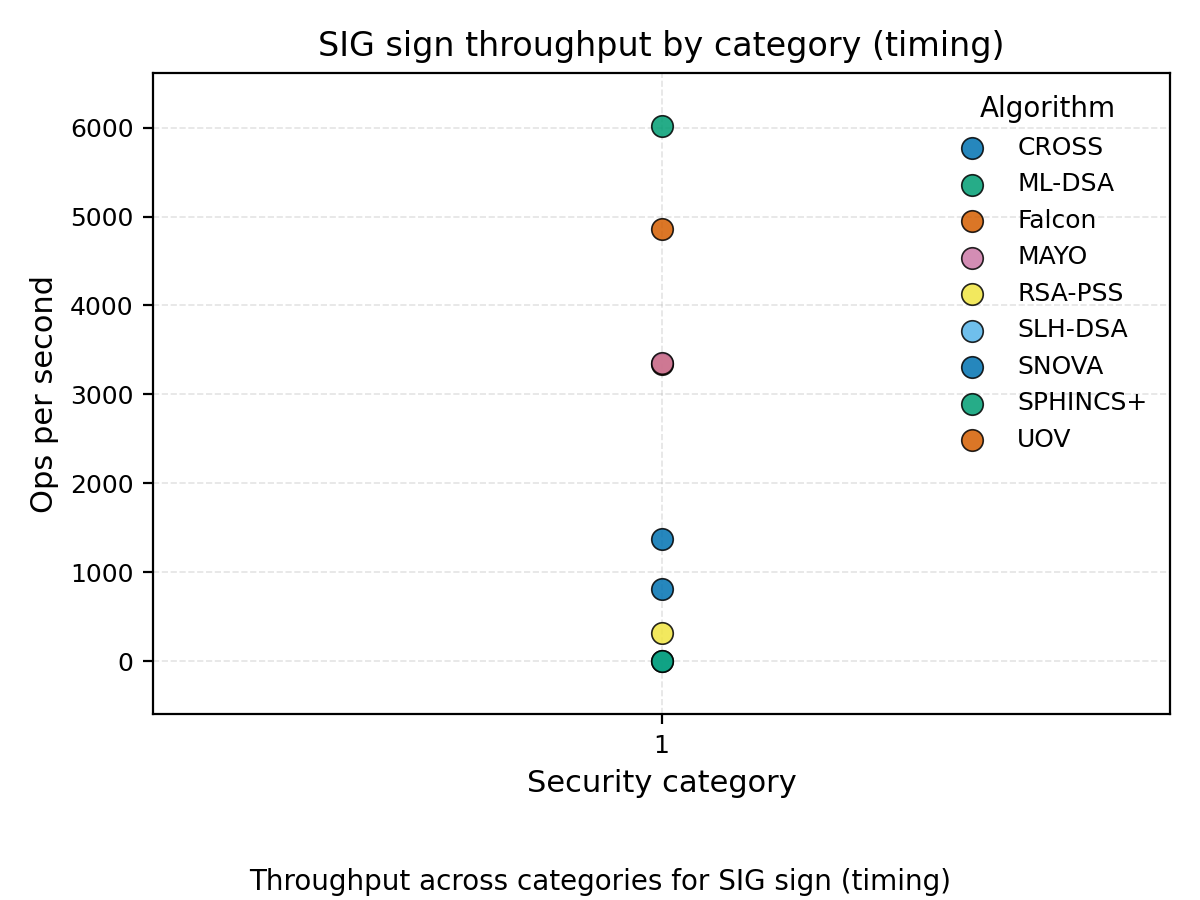 SIG sign throughput by category (timing)
Ops per second
6000
5000
4000
3000
2000
1000
0
1
Security category
Algorithm
CROSS
ML-DSA
Falcon
MAYO
RSA-PSS
SLH-DSA
SNOVA
SPHINCS+
UOV
Throughput across categories for SIG sign (timing)